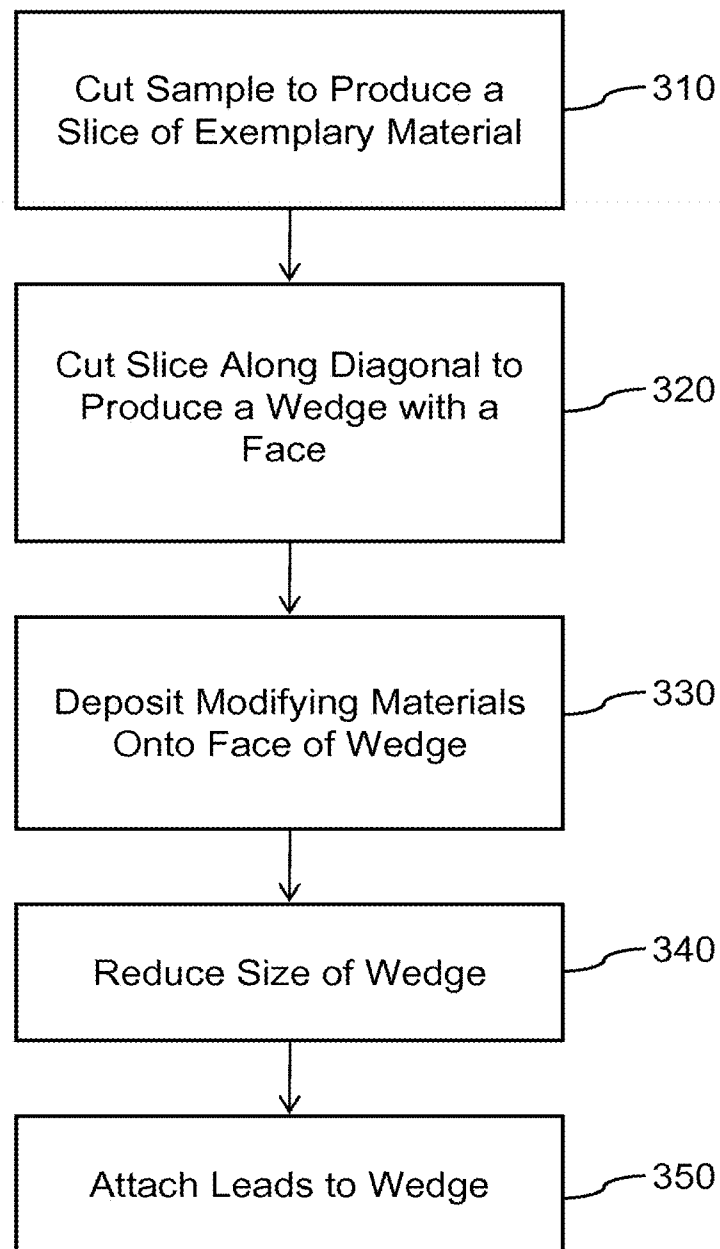 Cut Sample to Produce a
Slice of Exemplary Material
310
Cut Slice Along Diagonal to
Produce a Wedge with a
Face
320
Deposit Modifying Materials
Onto Face of Wedge
330
Reduce Size of Wedge
340
Attach Leads to Wedge
350